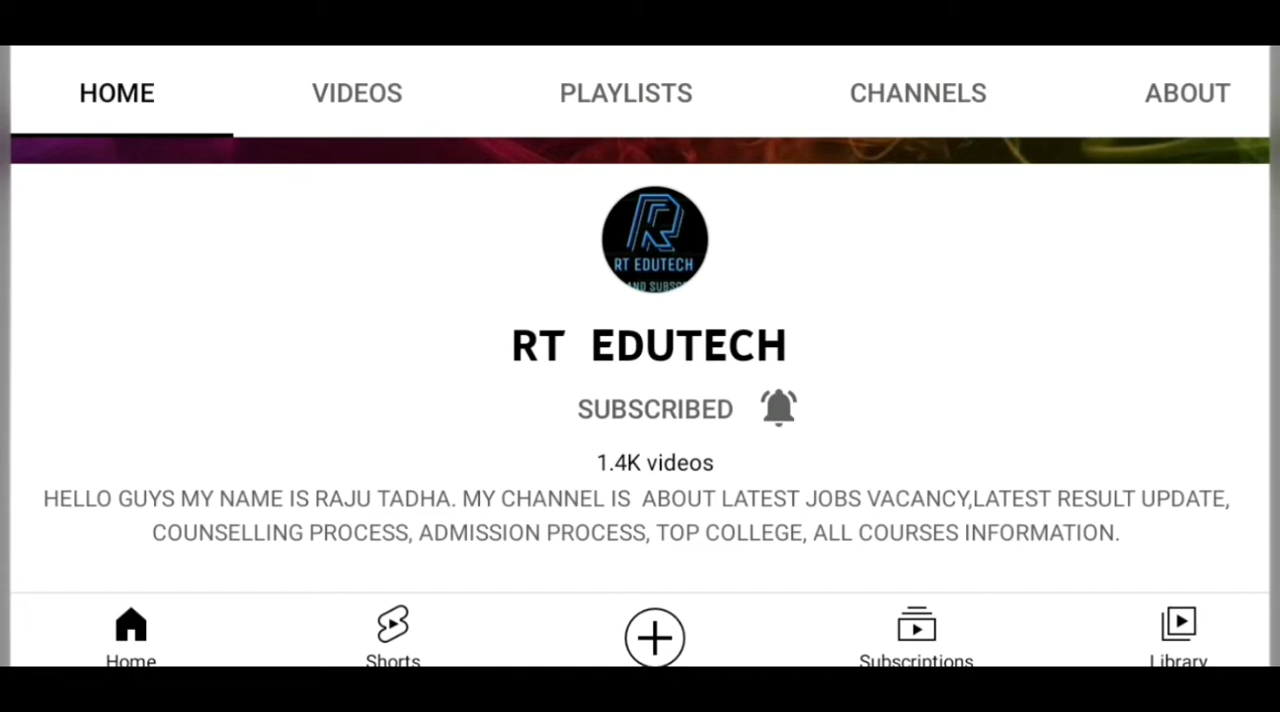 HOME VIDEOS PLAYLISTS CHANNELS ABOUT
RT EDUTECH
AND SUBSC
RT EDUTECH
SUBSCRIBED
1.4K videos
HELLO GUYS MY NAME IS RAJU TADHA. MY CHANNEL IS ABOUT LATEST JOBS VACANCY,LATEST RESULT UPDATE,
COUNSELLING PROCESS, ADMISSION PROCESS, TOP COLLEGE, ALL COURSES INFORMATION.
Home Shorts Subscriptions Library